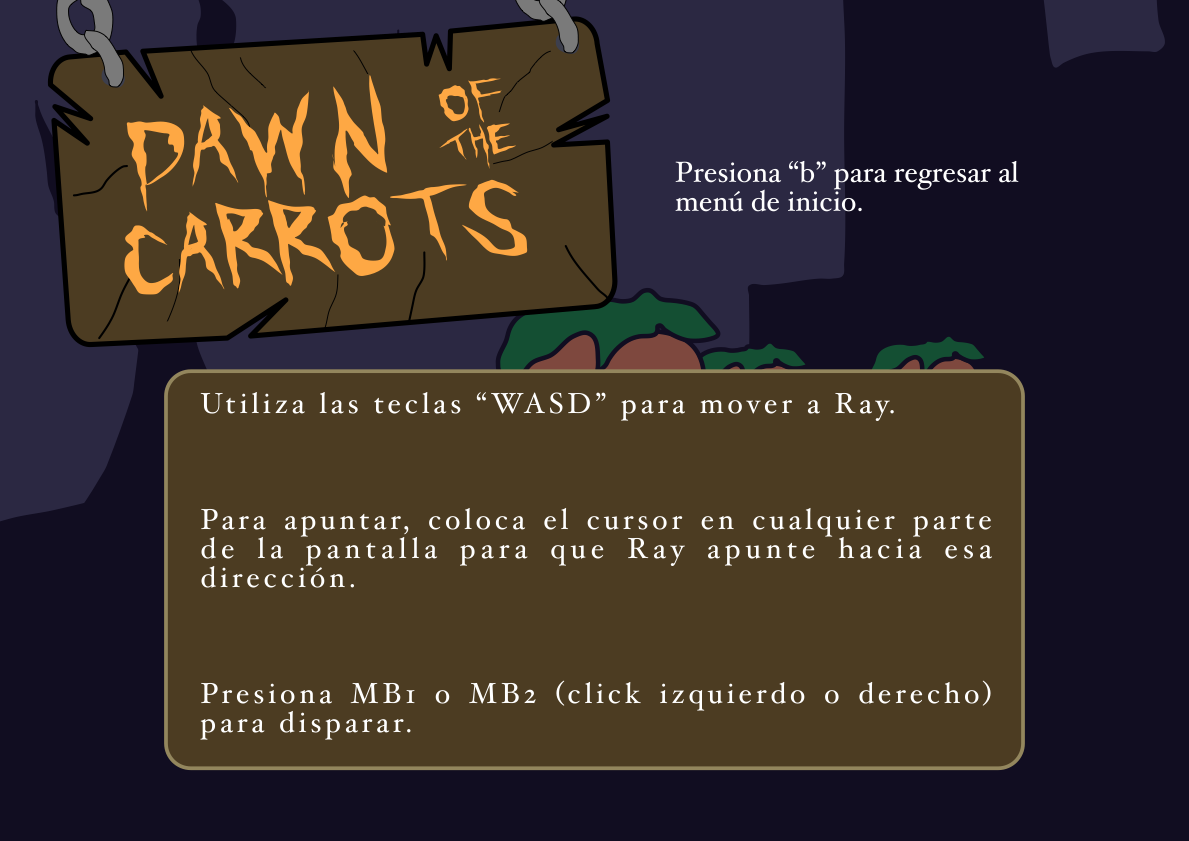 DAWN OF THE
CARROTS
Presiona “b” para regresar al
menú de inicio.
Utiliza las teclas “WASD” para mover a Ray.
Para apuntar, coloca el cursor en cualquier parte
de la pantalla para que Ray apunte hacia esa
dirección.
Presiona MB1 o MB2 (click izquierdo o derecho)
para disparar.